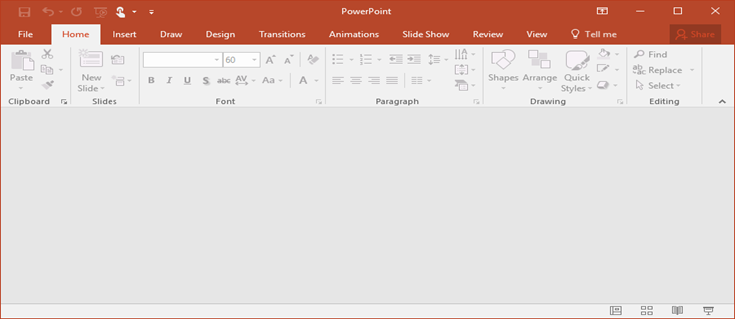 PowerPoint
File Home Insert Draw Design Transitions Animations Slide Show Review View Tell me Share
Paste
New
Slide
60
B I U S abc AV Aa A
Shapes
Arrange
Quick
Styles
Find
Replace
Select
Clipboard Slides Font Paragraph Drawing Editing